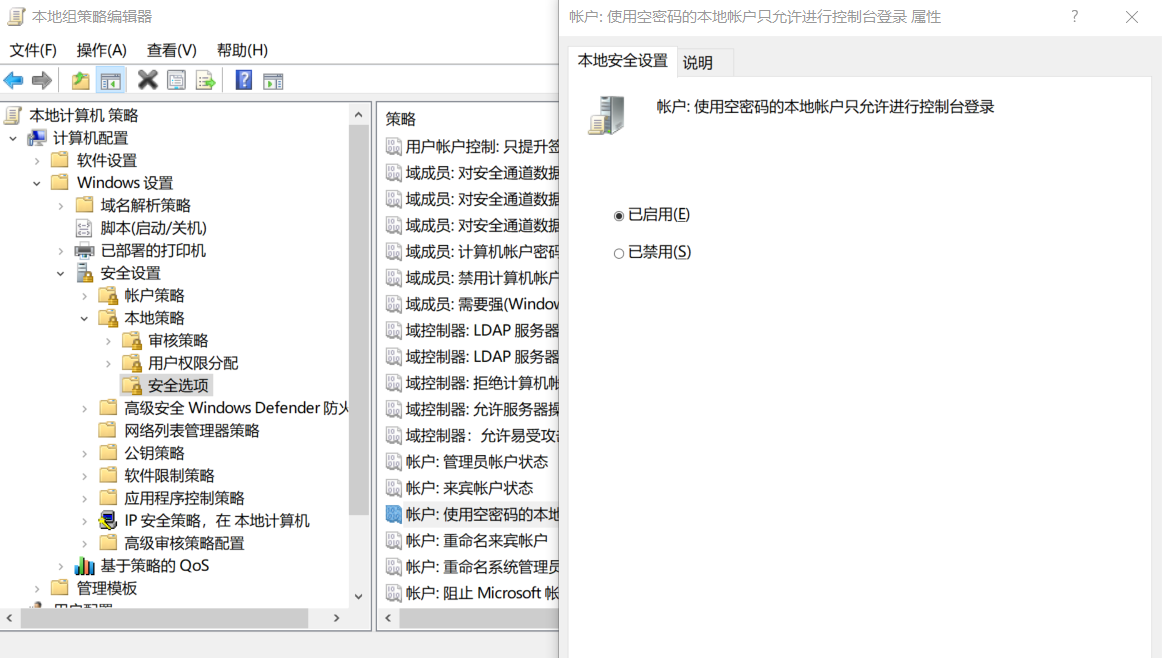 本地组策略编辑器
文件(F) 操作(A) 查看(V) 帮助(H)
本地计算机 策略
计算机配置
软件设置
Windows 设置
域名解析策略
脚本(启动/关机)
已部署的打印机
安全设置
帐户策略
本地策略
审核策略
用户权限分配
安全选项
高级安全 Windows Defender 防火
网络列表管理器策略
公钥策略
软件限制策略
应用程序控制策略
IP 安全策略，在 本地计算机
高级审核策略配置
基于策略的 QoS
管理模板
用户配置
策略
用户帐户控制: 只提升签
域成员: 对安全通道数据
域成员: 对安全通道数据
域成员: 对安全通道数据
域成员: 计算机帐户密码
域成员: 禁用计算机帐户
域成员: 需要强(Window
域控制器: LDAP 服务器
域控制器: LDAP 服务器
域控制器: 拒绝计算机帐
域控制器: 允许服务器操
域控制器：允许易受攻击
帐户: 管理员帐户状态
帐户: 来宾帐户状态
帐户: 使用空密码的本地
帐户: 重命名来宾帐户
帐户: 重命名系统管理员
帐户: 阻止 Microsoft 帐
帐户: 使用空密码的本地帐户只允许进行控制台登录 属性
本地安全设置 说明
帐户: 使用空密码的本地帐户只允许进行控制台登录
已启用(E)
已禁用(S)